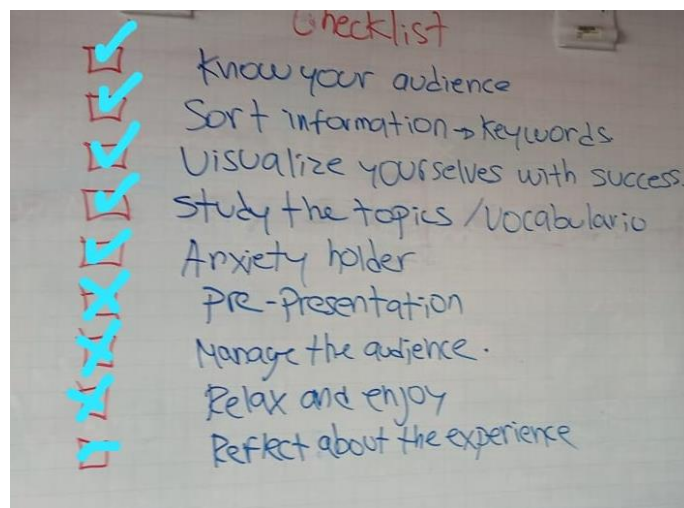 Checklist
Know your audience
Sort information → Keywords
Visualize yourselves with success
Study the topics / Vocabulario
Anxiety holder
Pre-Presentation
Manage the audience.
Relax and enjoy
Reflect about the experience